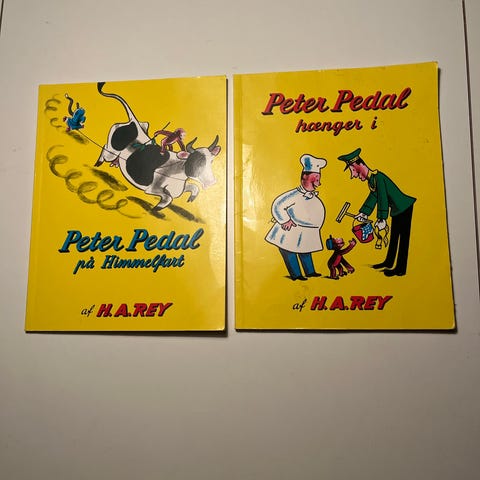 Peter Pedal
på Himmelfart
af H.A.REY
Peter Pedal
hænger i
af H.A.REY